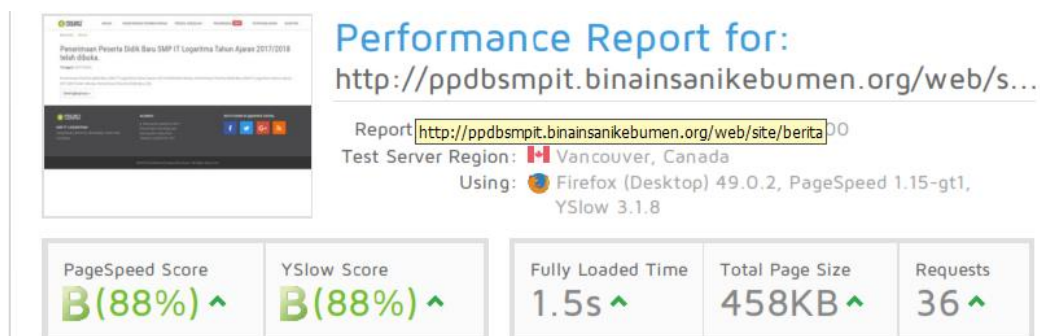 Penerimaan Peserta Didik Baru SMP IT Logaritma Tahun Ajaran 2017/2018
telah dibuka.
Performance Report for:
http://ppdbsmpit.binainsanikebumen.org/web/s...
Report
http://ppdbsmpit.binainsanikebumen.org/web/site/berita
00
Test Server Region: Vancouver, Canada
Using: Firefox (Desktop) 49.0.2, PageSpeed 1.15-gt1,
YSlow 3.1.8
PageSpeed Score
B(88%)
YSlow Score
B(88%)
Fully Loaded Time
1.5s
Total Page Size
458KB
Requests
36